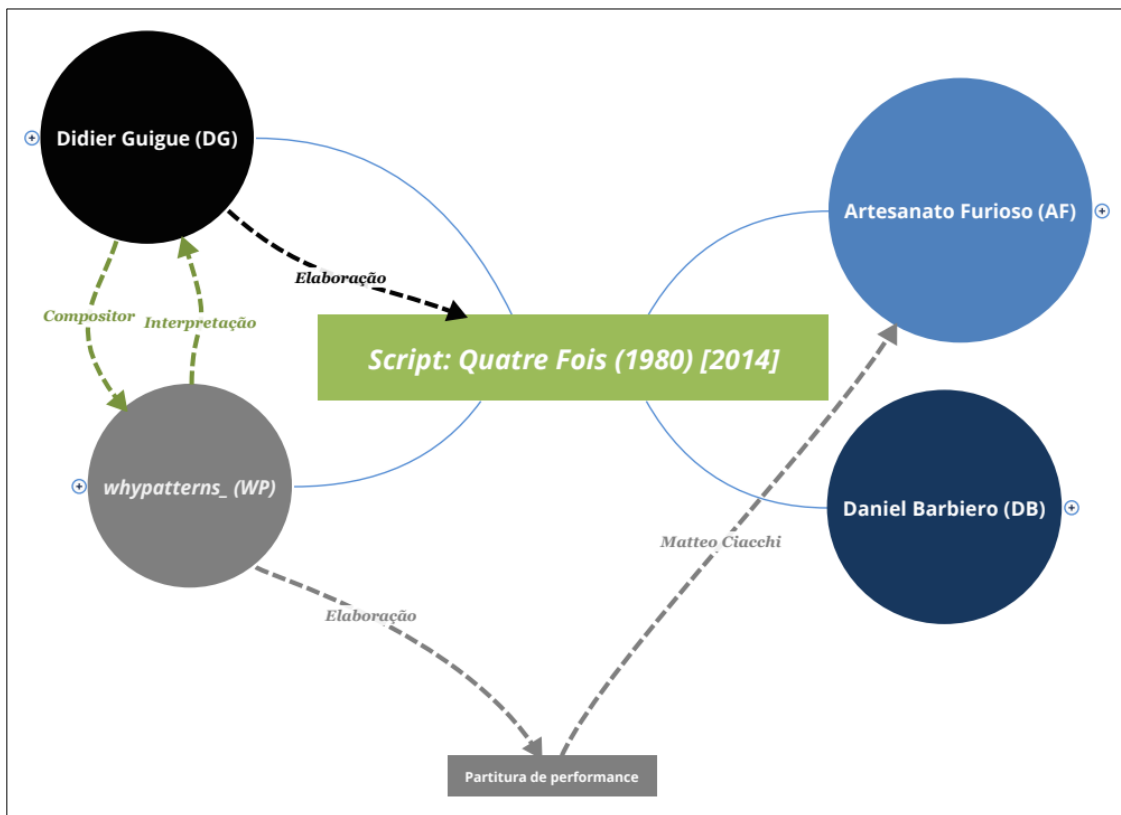 Didier Guigue (DG)
Artesanato Furioso (AF)
Elaboração
Compositor
Interpretação
Script: Quatre Fois (1980) [2014]
whypatterns_ (WP)
Daniel Barbiero (DB)
Matteo Ciacchi
Elaboração
Partitura de performance